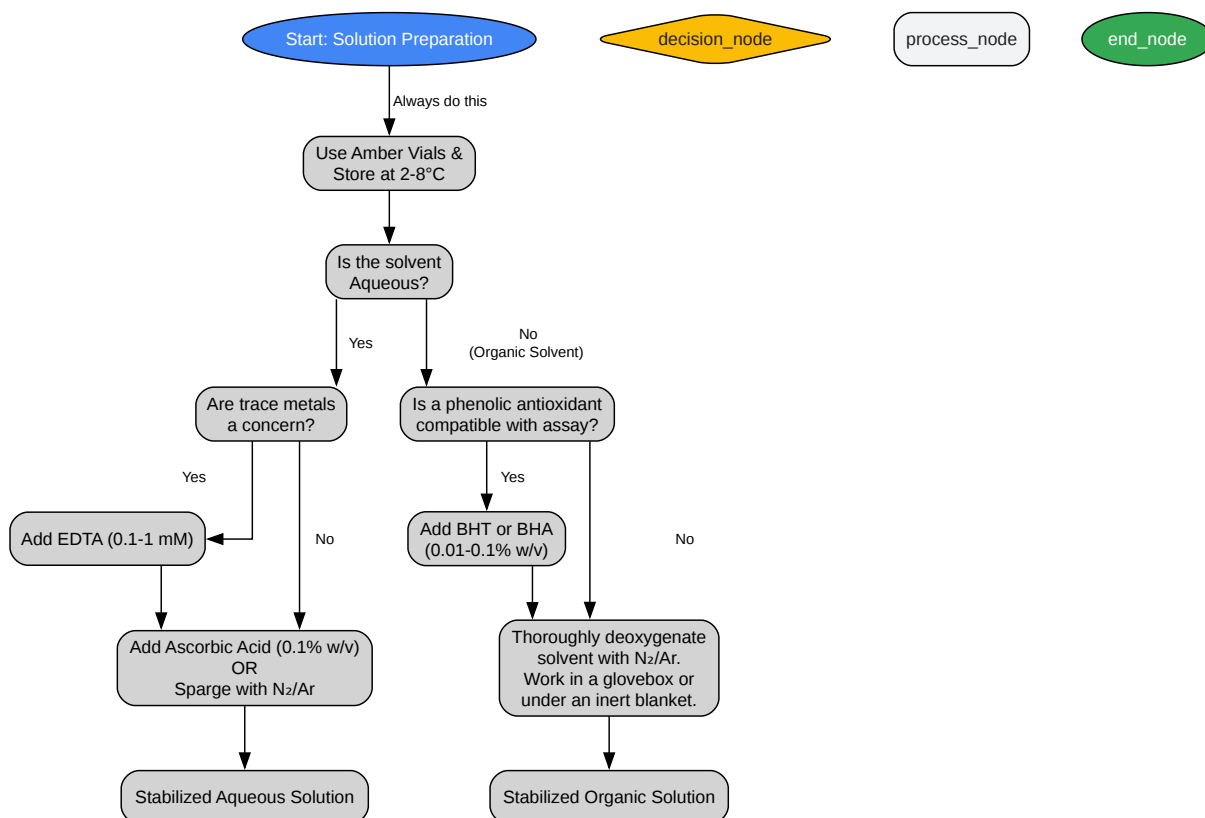 Start: Solution Preparation
decision_node
process_node
end_node
Always do this
Use Amber Vials &
Store at 2-8°C
Is the solvent
Aqueous?
Yes
No
(Organic Solvent)
Are trace metals
a concern?
Is a phenolic antioxidant
compatible with assay?
Yes
Yes
Add EDTA (0.1-1 mM)
No
Add BHT or BHA
(0.01-0.1% w/v)
No
Add Ascorbic Acid (0.1% w/v)
OR
Sparge with N₂/Ar
Thoroughly deoxygenate
solvent with N₂/Ar.
Work in a glovebox or
under an inert blanket.
Stabilized Aqueous Solution
Stabilized Organic Solution